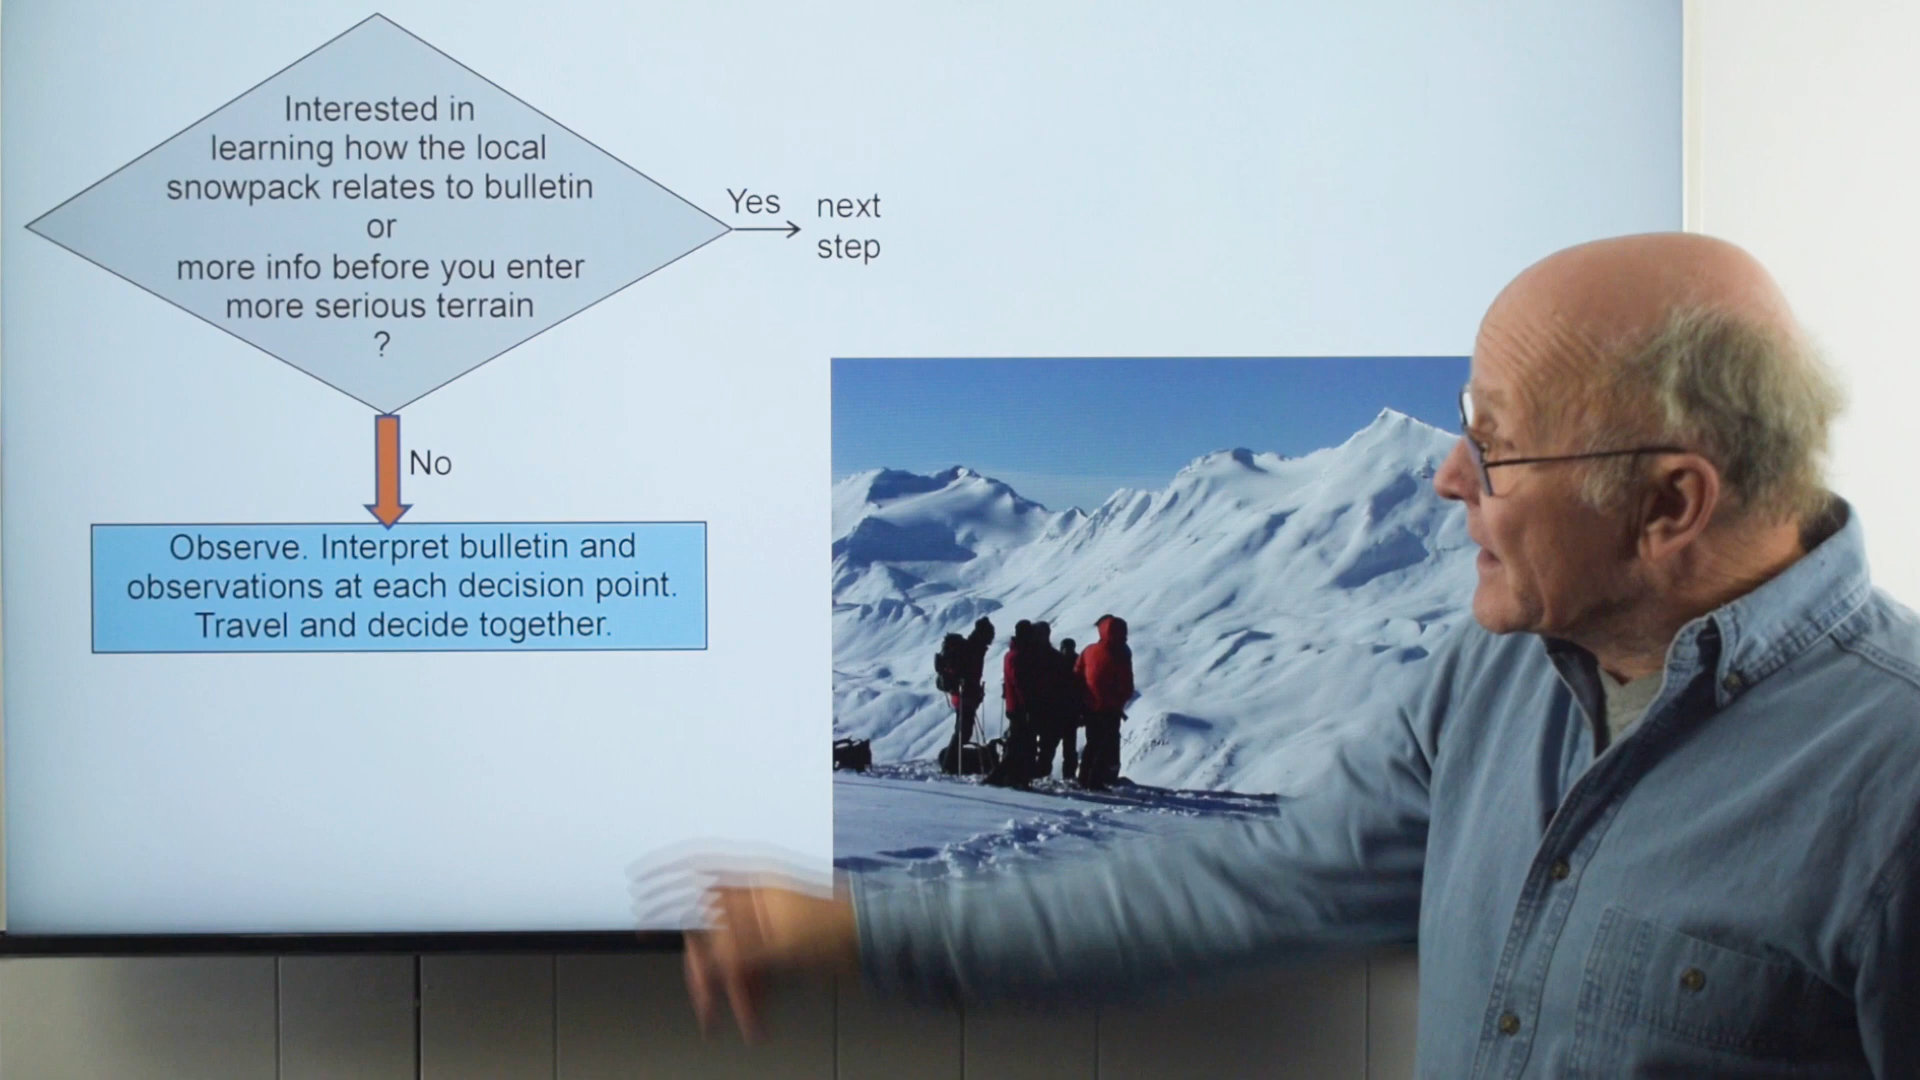 Interested in
learning how the local
snowpack relates to bulletin
or
more info before you enter
more serious terrain
?
Yes
next
step
No
Observe. Interpret bulletin and
observations at each decision point.
Travel and decide together.